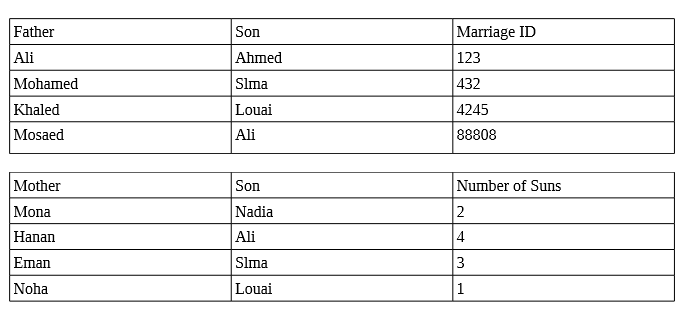 Father Son Marriage ID
Ali Ahmed 123
Mohamed Slma 432
Khaled Louai 4245
Mosaed Ali 88808
Mother Son Number of Suns
Mona Nadia 2
Hanan Ali 4
Eman Slma 3
Noha Louai 1